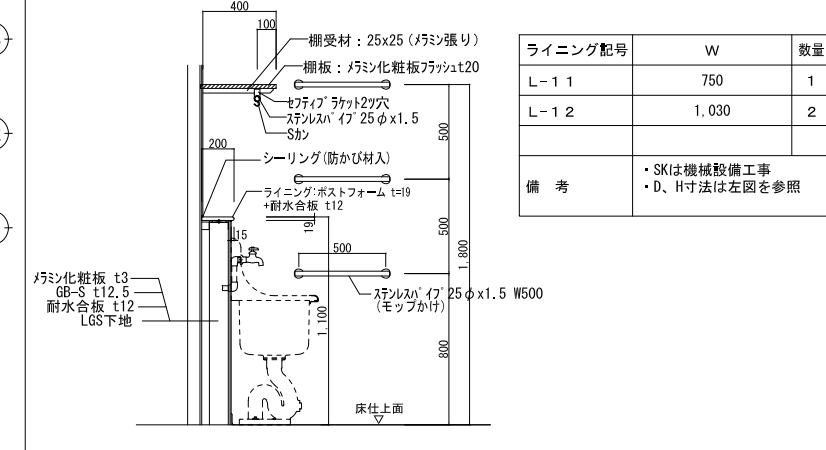 400
100
棚受材：25x25（メラミン張り）
棚板：メラミン化粧板フラッシュt20
セフティブラケット2ツ穴
ステンレスパイプ25φx1.5
Sカン
200
シーリング(防かび材入)
ライニング:ポストフォーム t=19
+耐水合板 t12
19
15
500
メラミン化粧板 t3
GB-S t12.5
耐水合板 t12
LGS下地
ステンレスパイプ25φx1.5 W500
(モップかけ)
1,100
500
500
800
1,800
床仕上面
ライニング記号 W 数量
L-11 750 1
L-12 1,030 2
備 考
・SKは機械設備工事
・D、H寸法は左図を参照